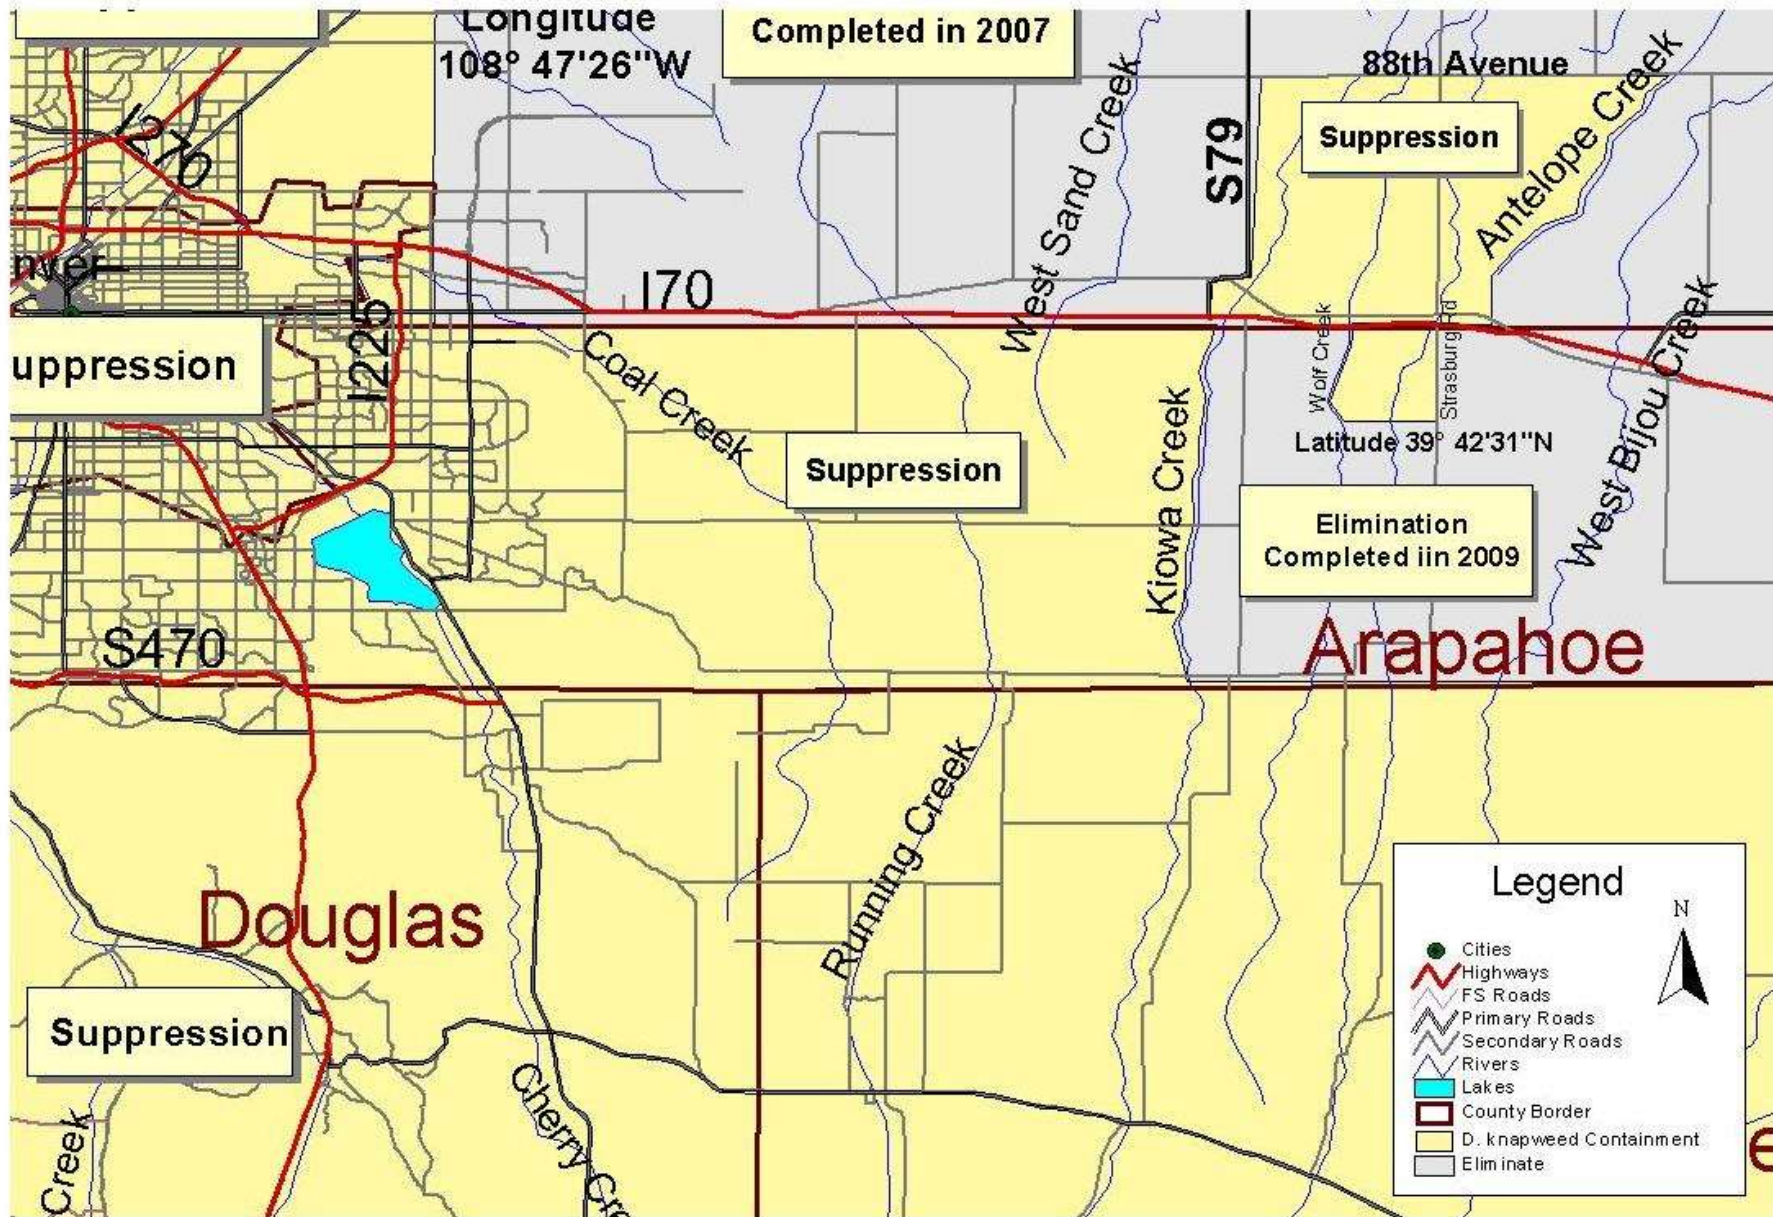 Longitude
108° 47'26"W
Completed in 2007
88th Avenue
Suppression
I270
West Sand Creek
S79
Antelope Creek
I70
I225
uppression
Coal Creek
Wolf Creek
Strasburg Rd
West Bijou Creek
Kiowa Creek
Latitude 39° 42'31"N
Suppression
Elimination
Completed iin 2009
S470
Arapahoe
Running Creek
Douglas
Suppression
Cherry Cre
Creek
Legend
N
Cities
Highways
FS Roads
Primary Roads
Secondary Roads
Rivers
Lakes
County Border
D. knapweed Containment
Eliminate